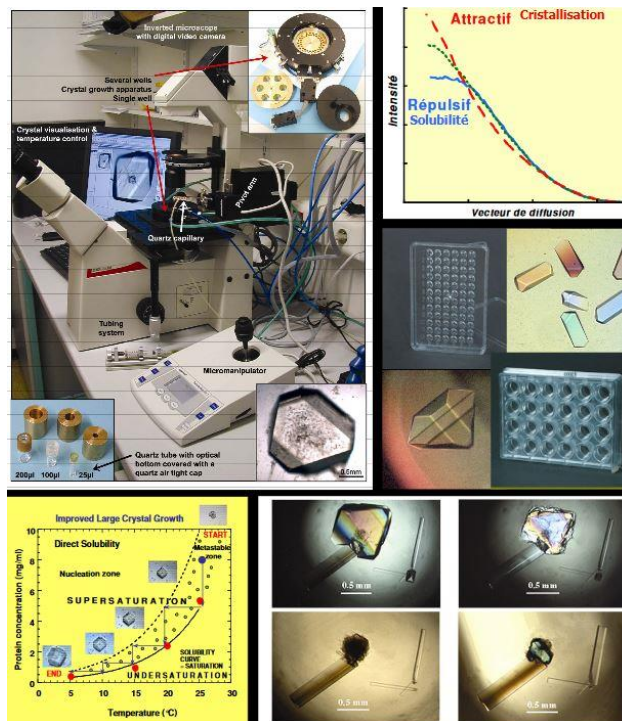 Inverted microscope
with digital video camera
Several wells
Crystal growth apparatus
Single well
Crystal visualisation &
temperature control
Pivot arm
Quartz capillary
Tubing
system
Micromanipulator
200µl 100µl 25µl
Quartz tube with optical
bottom covered with a
quartz air tight cap
0.6mm
Attractif Cristallisation
Répulsif
Solubilité
Intensité
Vecteur de diffusion
Improved Large Crystal Growth
Direct Solubility
START
Metastable
zone
Nucleation zone
SUPERSATURATION
SOLUBILITY
CURVE
= SATURATION
END
UNDERSATURATION
Protein concentration (mg/ml)
10
8
6
4
2
0
0 5 10 15 20 25 30
Temperature (°C)
0.5 mm
0.5 mm
0.5 mm
0.5 mm